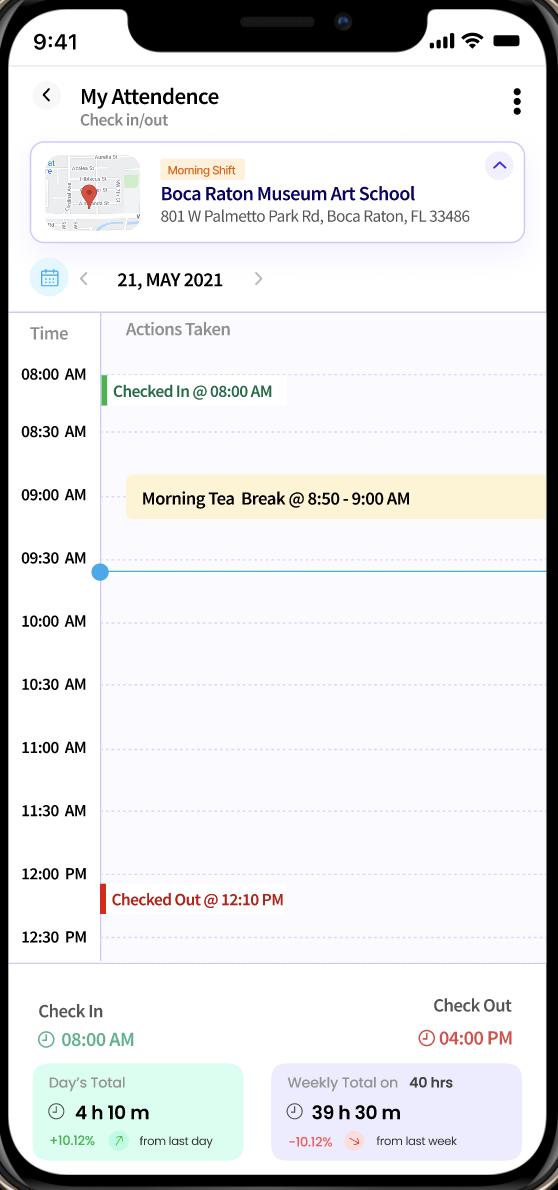 9:41
My Attendence
Check in/out
Morning Shift
Boca Raton Museum Art School
801 W Palmetto Park Rd, Boca Raton, FL 33486
21, MAY 2021
Time
Actions Taken
08:00 AM
Checked In @ 08:00 AM
08:30 AM
09:00 AM
Morning Tea Break @ 8:50 - 9:00 AM
09:30 AM
10:00 AM
10:30 AM
11:00 AM
11:30 AM
12:00 PM
Checked Out @ 12:10 PM
12:30 PM
Check In
08:00 AM
Check Out
04:00 PM
Day's Total
4 h 10 m
+10.12% from last day
Weekly Total on 40 hrs
39 h 30 m
-10.12% from last week